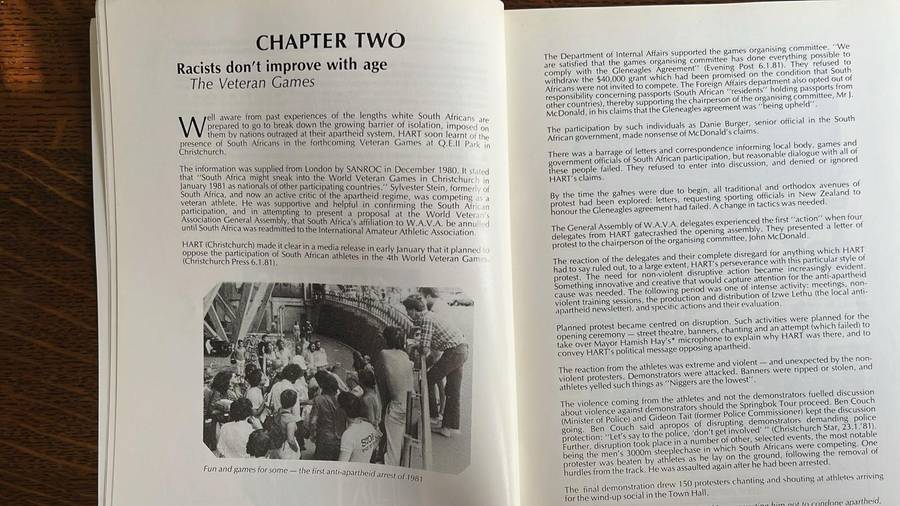 CHAPTER TWO
Racists don't improve with age
The Veteran Games
Well aware from past experiences of the lengths white South Africans are
prepared to go to break down the growing barrier of isolation, imposed on
them by nations outraged at their apartheid system, HART soon learnt of the
presence of South Africans in the forthcoming Veteran Games at Q.E.II Park in
Christchurch.
The information was supplied from London by SANROC in December 1980. It stated
that "South Africa might sneak into the World Veteran Games in Christchurch in
January 1981 as nationals of other participating countries." Sylvester Stein, formerly of
South Africa, and now an active critic of the apartheid regime, was competing as a
veteran athlete. He was supportive and helpful in confirming the South African
participation, and in attempting to present a proposal at the World Veteran's
Association General Assembly, that South Africa's affiliation to W.A.V.A. be annulled
until South Africa was readmitted to the International Amateur Athletic Association.
HART (Christchurch) made it clear in a media release in early January that it planned to
oppose the participation of South African athletes in the 4th World Veteran Games
(Christchurch Press 6.1.81).
Fun and games for some — the first anti-apartheid arrest of 1981
The Department of Internal Affairs supported the games organising committee. "We
are satisfied that the games organising committee has done everything possible to
comply with the Gleneagles Agreement" (Evening Post 6.1.81). They refused to
withdraw the $40,000 grant which had been promised on the condition that South
Africans were not invited to compete. The Foreign Affairs department also opted out of
responsibility concerning passports (South African "residents" holding passports from
other countries), thereby supporting the chairperson of the organising committee, Mr J.
McDonald, in his claims that the Gleneagles agreement was "being upheld".
The participation by such individuals as Danie Burger, senior official in the South
African government, made nonsense of McDonald's claims.
There was a barrage of letters and correspondence informing local body, games and
government officials of South African participation, but reasonable dialogue with all of
these people failed. They refused to enter into discussion, and denied or ignored
HART's claims.
By the time the games were due to begin, all traditional and orthodox avenues of
protest had been explored: letters, requesting sporting officials in New Zealand to
honour the Gleneagles agreement had failed. A change in tactics was needed.
The General Assembly of W.A.V.A. delegates experienced the first "action" when four
delegates from HART gatecrashed the opening assembly. They presented a letter of
protest to the chairperson of the organising committee, John McDonald.
The reaction of the delegates and their complete disregard for anything which HART
had to say ruled out, to a large extent, HART's perseverance with this particular style of
protest. The need for non-violent disruptive action became increasingly evident.
Something innovative and creative that would capture attention for the anti-apartheid
cause was needed. The following period was one of intense activity: meetings, non-
violent training sessions, the production and distribution of Izwe Lethu (the local anti-
apartheid newsletter), and specific actions and their evaluation.
Planned protest became centred on disruption. Such activities were planned for the
opening ceremony — street theatre, banners, chanting and an attempt (which failed) to
take over Mayor Hamish Hay's* microphone to explain why HART was there, and to
convey HART's political message opposing apartheid.
The reaction from the athletes was extreme and violent — and unexpected by the non-
violent protesters. Demonstrators were attacked. Banners were ripped or stolen, and
athletes yelled such things as "Niggers are the lowest".
The violence coming from the athletes and not the demonstrators fuelled discussion
about violence against demonstrators should the Springbok Tour proceed. Ben Couch
(Minister of Police) and Gideon Tait (former Police Commissioner) kept the discussion
going. Ben Couch said apropos of disrupting demonstrators demanding police
protection: "Let's say to the police, 'don't get involved' " (Christchurch Star, 23.1.'81).
Further, disruption took place in a number of other, selected events, the most notable
being the men's 3000m steeplechase in which South Africans were competing. One
protester was beaten by athletes as he lay on the ground, following the removal of
hurdles from the track. He was assaulted again after he had been arrested.
The final demonstration drew 150 protesters chanting and shouting at athletes arriving
for the wind-up social in the Town Hall.
him not to condone apartheid,